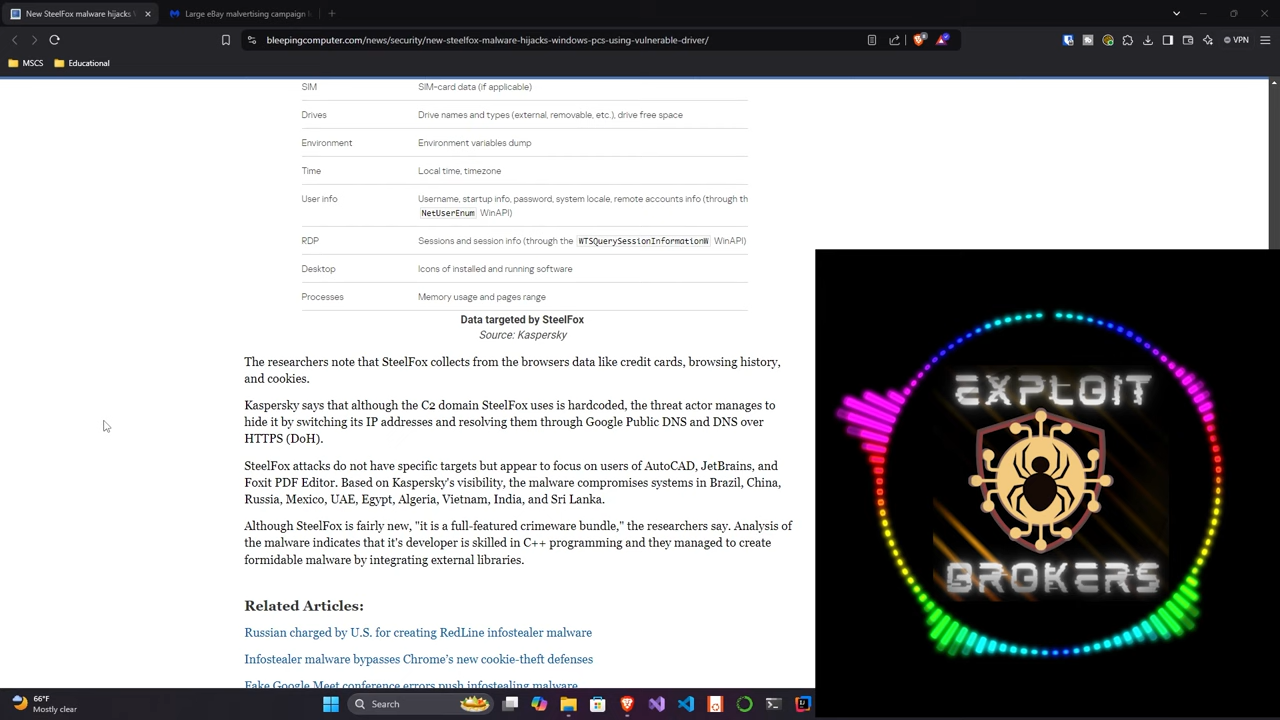 New SteelFox malware hijacks W
Large eBay malvertising campaign l
bleepingcomputer.com/news/security/new-steelfox-malware-hijacks-windows-pcs-using-vulnerable-driver/
VPN
MSCS
Educational
SIM SIM-card data (if applicable)
Drives Drive names and types (external, removable, etc.), drive free space
Environment Environment variables dump
Time Local time, timezone
User info Username, startup info, password, system locale, remote accounts info (through th
NetUserEnum WinAPI)
RDP Sessions and session info (through the WTSQuerySessionInformationW WinAPI)
Desktop Icons of installed and running software
Processes Memory usage and pages range
Data targeted by SteelFox
Source: Kaspersky
The researchers note that SteelFox collects from the browsers data like credit cards, browsing history,
and cookies.
Kaspersky says that although the C2 domain SteelFox uses is hardcoded, the threat actor manages to
hide it by switching its IP addresses and resolving them through Google Public DNS and DNS over
HTTPS (DoH).
SteelFox attacks do not have specific targets but appear to focus on users of AutoCAD, JetBrains, and
Foxit PDF Editor. Based on Kaspersky's visibility, the malware compromises systems in Brazil, China,
Russia, Mexico, UAE, Egypt, Algeria, Vietnam, India, and Sri Lanka.
Although SteelFox is fairly new, "it is a full-featured crimeware bundle," the researchers say. Analysis of
the malware indicates that it's developer is skilled in C++ programming and they managed to create
formidable malware by integrating external libraries.
Related Articles:
Russian charged by U.S. for creating RedLine infostealer malware
Infostealer malware bypasses Chrome's new cookie-theft defenses
Fake Google Meet conference errors push infostealing malware
EXPLOIT
BROKERS
66°F
Mostly clear
Search